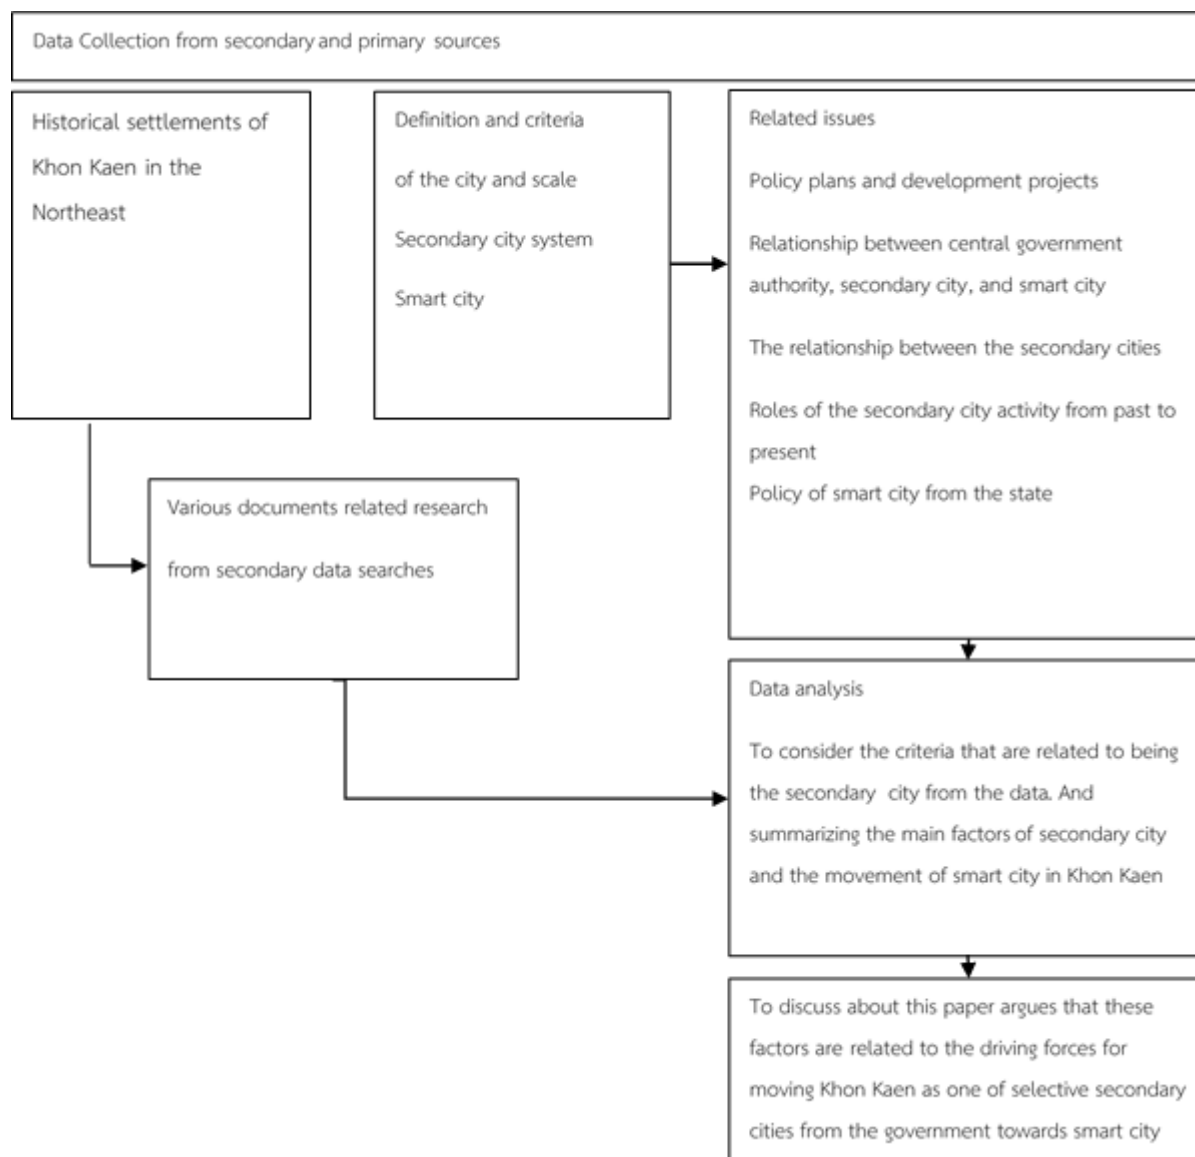 Data Collection from secondary and primary sources
Historical settlements of
Khon Kaen in the
Northeast
Definition and criteria
of the city and scale
Secondary city system
Smart city
Related issues
Policy plans and development projects
Relationship between central government
authority, secondary city, and smart city
The relationship between the secondary cities
Roles of the secondary city activity from past to
present
Policy of smart city from the state
Various documents related research
from secondary data searches
Data analysis
To consider the criteria that are related to being
the secondary city from the data. And
summarizing the main factors of secondary city
and the movement of smart city in Khon Kaen
To discuss about this paper argues that these
factors are related to the driving forces for
moving Khon Kaen as one of selective secondary
cities from the government towards smart city